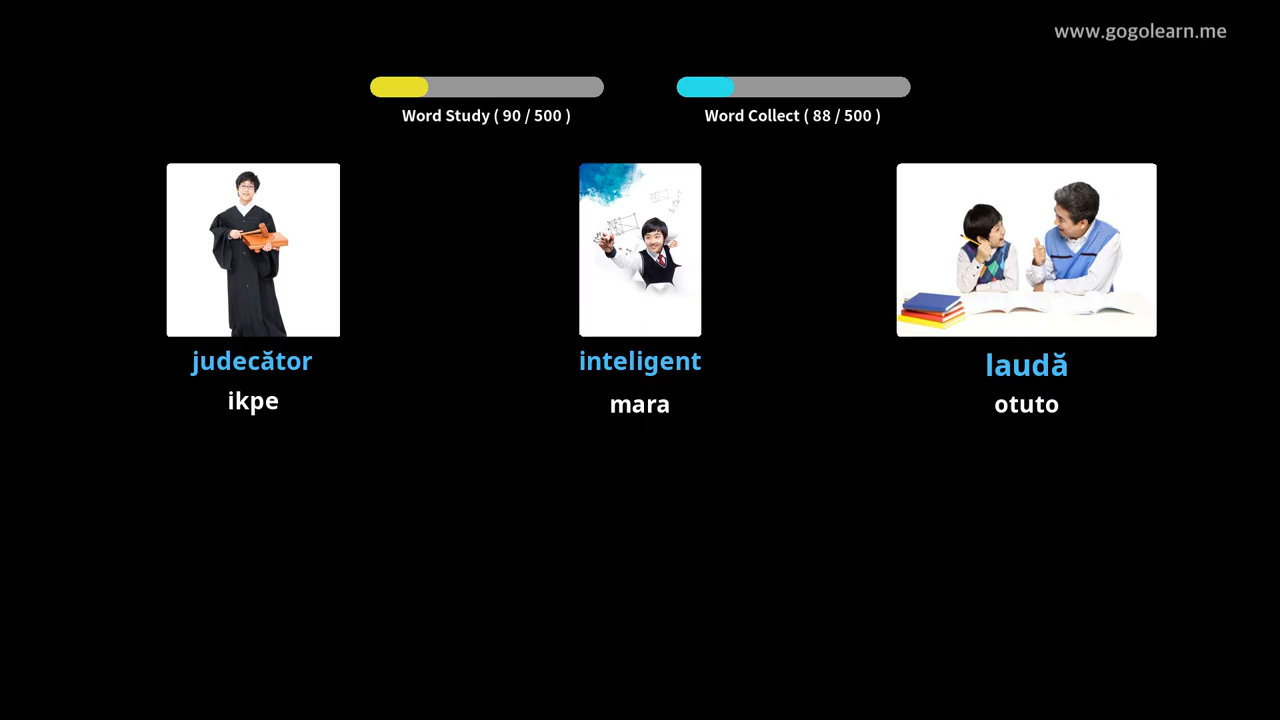 www.gogolearn.me
Word Study ( 90 / 500 )
Word Collect ( 88 / 500 )
judecător
inteligent
laudă
ikpe
mara
otuto